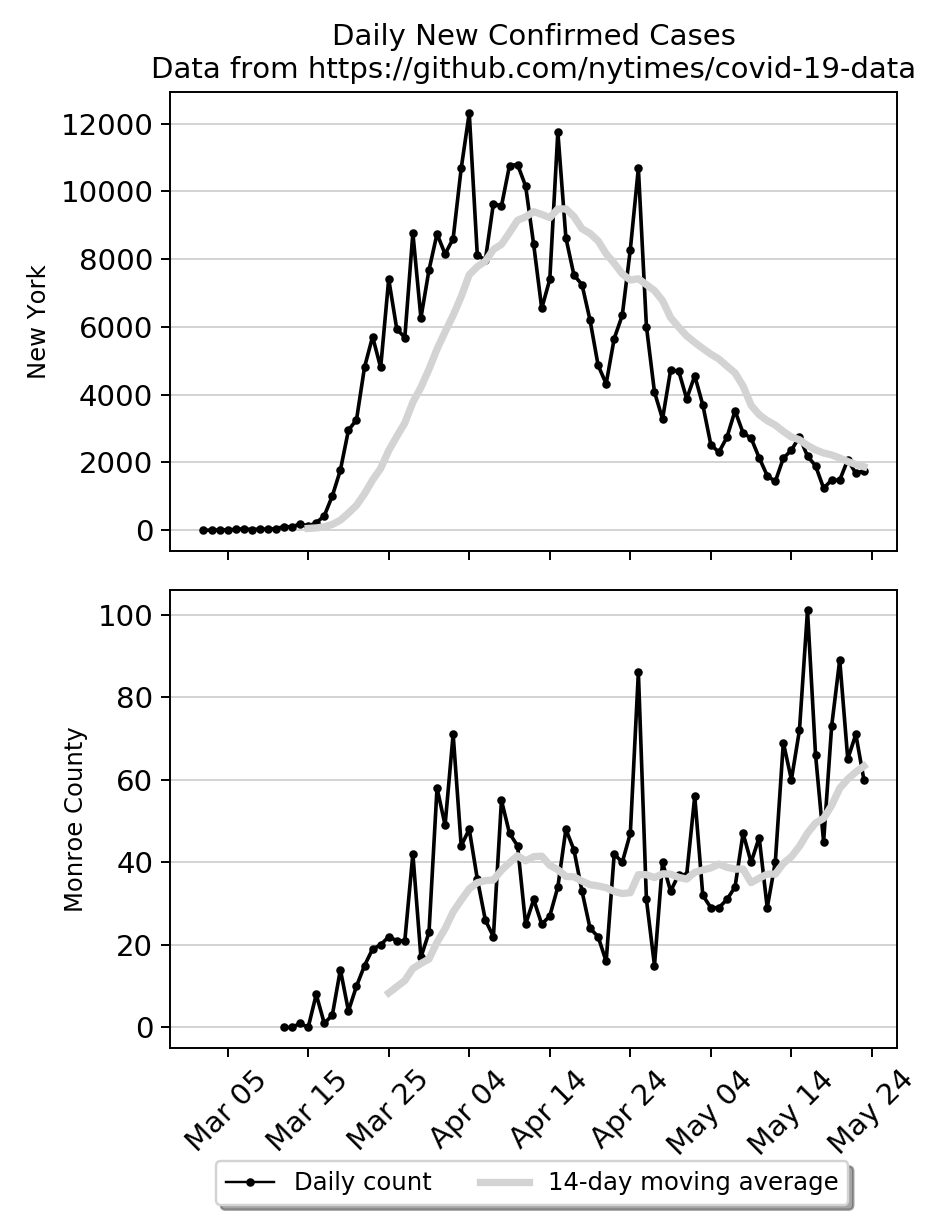 Daily New Confirmed Cases
Data from https://github.com/nytimes/covid-19-data
12000
10000
8000
6000
4000
2000
0
New York
100
80
60
40
20
0
Monroe County
Mar 05
Mar 15
Mar 25
Apr 04
Apr 14
Apr 24
May 04
May 14
May 24
Daily count
14-day moving average